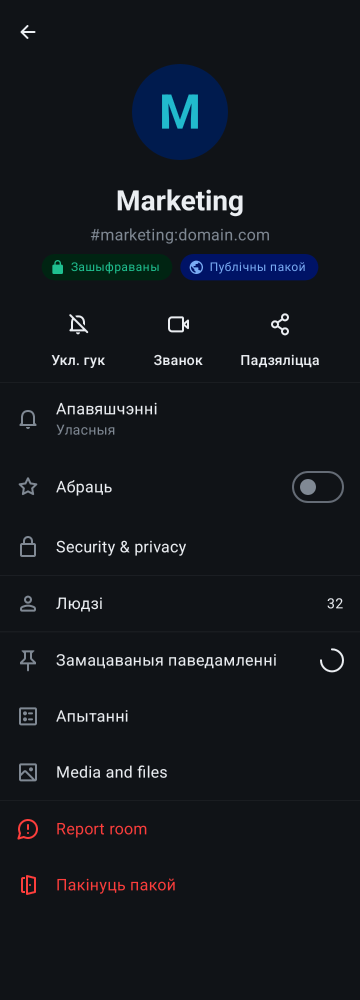 M
Marketing
#marketing:domain.com
Зашыфраваны
Публічны пакой
Укл. гук
Званок
Падзяліцца
Апавяшчэнні
Уласныя
Абраць
Security & privacy
Людзі
32
Замацаваныя паведамленні
Апытанні
Media and files
Report room
Пакінуць пакой